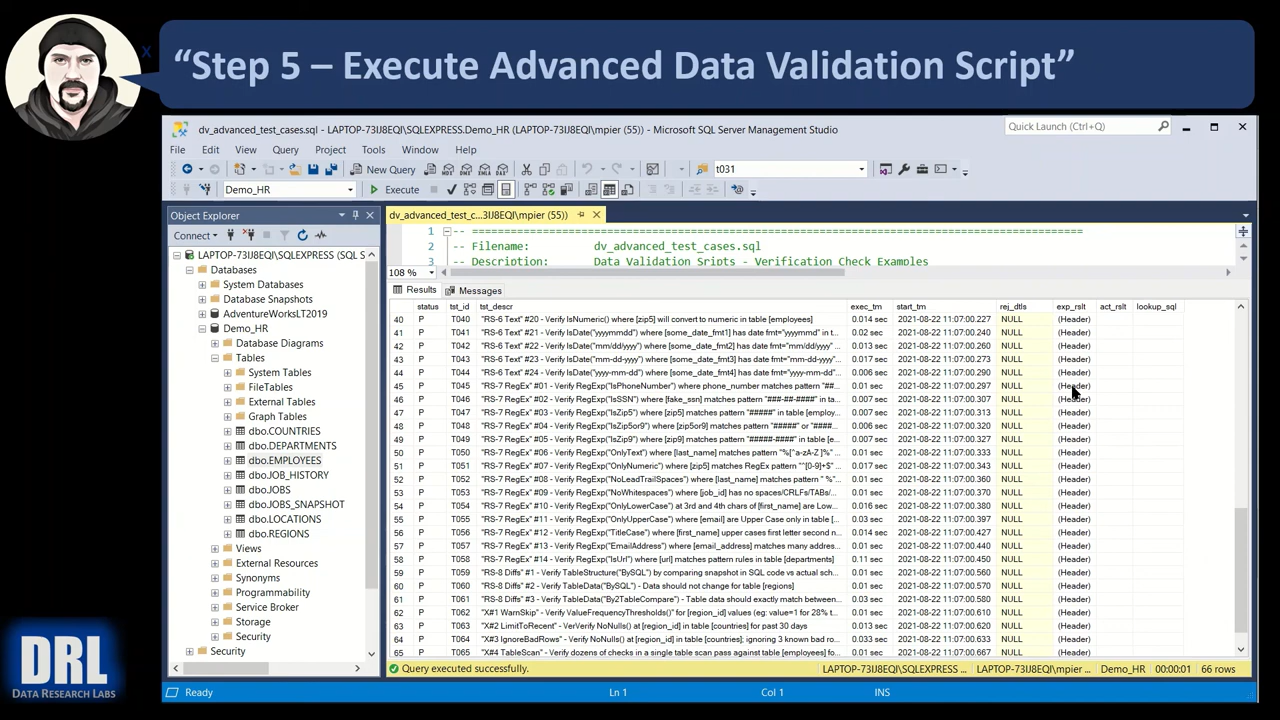 “Step 5 – Execute Advanced Data Validation Script”
x
dv_advanced_test_cases.sql - LAPTOP-73IJ8EQI\SQLEXPRESS.Demo_HR (LAPTOP-73IJ8EQI\mpier (55)) - Microsoft SQL Server Management Studio
Quick Launch (Ctrl+Q)
File Edit View Query Project Tools Window Help
New Query
t031
Demo_HR
Execute
Object Explorer
Connect
LAPTOP-73IJ8EQI\SQLEXPRESS (SQL S
Databases
System Databases
Database Snapshots
AdventureWorksLT2019
Demo_HR
Database Diagrams
Tables
System Tables
FileTables
External Tables
Graph Tables
dbo.COUNTRIES
dbo.DEPARTMENTS
dbo.EMPLOYEES
dbo.JOB_HISTORY
dbo.JOBS
dbo.JOBS_SNAPSHOT
dbo.LOCATIONS
dbo.REGIONS
Views
External Resources
Synonyms
Programmability
Service Broker
Storage
Security
Security
dv_advanced_test_c...3IJ8EQI\mpier (55))
1 -- ====================================================================================
2 -- Filename: dv_advanced_test_cases.sql
-- Description: Data Validation Sripts - Verification Check Examples
108 %
Results Messages
status tst_id tst_descr exec_tm start_tm rej_dtls exp_rslt act_rslt lookup_sql
40 P T040 "RS-6 Text" #20 - Verify IsNumeric() where [zip5] will convert to numeric in table [employees] 0.014 sec 2021-08-22 11:07:00.227 NULL (Header)
41 P T041 "RS-6 Text" #21 - Verify IsDate("yyyymmdd") where [some_date_fmt1] has date fmt="yyyymmdd" in t... 0.02 sec 2021-08-22 11:07:00.240 NULL (Header)
42 P T042 "RS-6 Text" #22 - Verify IsDate("mm/dd/yyyy") where [some_date_fmt2] has date fmt="mm/dd/yyyy" i... 0.013 sec 2021-08-22 11:07:00.260 NULL (Header)
43 P T043 "RS-6 Text" #23 - Verify IsDate("mm-dd-yyyy") where [some_date_fmt3] has date fmt="mm-dd-yyyy" i... 0.017 sec 2021-08-22 11:07:00.273 NULL (Header)
44 P T044 "RS-6 Text" #24 - Verify IsDate("yyyy-mm-dd") where [some_date_fmt4] has date fmt="yyyy-mm-dd" i... 0.006 sec 2021-08-22 11:07:00.290 NULL (Header)
45 P T045 "RS-7 RegEx" #01 - Verify RegExp("IsPhoneNumber") where phone_number matches pattern "##... 0.01 sec 2021-08-22 11:07:00.297 NULL (Header)
46 P T046 "RS-7 RegEx" #02 - Verify RegExp("IsSSN") where [fake_ssn] matches pattern "###-##-####" in ta... 0.007 sec 2021-08-22 11:07:00.307 NULL (Header)
47 P T047 "RS-7 RegEx" #03 - Verify RegExp("IsZip5") where [zip5] matches pattern "#####" in table [employ... 0.007 sec 2021-08-22 11:07:00.313 NULL (Header)
48 P T048 "RS-7 RegEx" #04 - Verify RegExp("IsZip5or9") where [zip5or9] matches pattern "#####" or "####... 0.006 sec 2021-08-22 11:07:00.320 NULL (Header)
49 P T049 "RS-7 RegEx" #05 - Verify RegExp("IsZip9") where [zip9] matches pattern "#####-####" in table [e... 0.007 sec 2021-08-22 11:07:00.327 NULL (Header)
50 P T050 "RS-7 RegEx" #06 - Verify RegExp("OnlyText") where [last_name] matches pattern "%[^a-zA-Z ]%" ... 0.01 sec 2021-08-22 11:07:00.333 NULL (Header)
51 P T051 "RS-7 RegEx" #07 - Verify RegExp("OnlyNumeric") where [zip5] matches RegEx pattern "^[0-9]+$" ... 0.017 sec 2021-08-22 11:07:00.343 NULL (Header)
52 P T052 "RS-7 RegEx" #08 - Verify RegExp("NoLeadTrailSpaces") where [last_name] matches pattern " %"... 0.01 sec 2021-08-22 11:07:00.360 NULL (Header)
53 P T053 "RS-7 RegEx" #09 - Verify RegExp("NoWhitespaces") where [job_id] has no spaces/CRLFs/TABs/... 0.01 sec 2021-08-22 11:07:00.370 NULL (Header)
54 P T054 "RS-7 RegEx" #10 - Verify RegExp("OnlyLowerCase") at 3rd and 4th chars of [first_name] are Low... 0.016 sec 2021-08-22 11:07:00.380 NULL (Header)
55 P T055 "RS-7 RegEx" #11 - Verify RegExp("OnlyUpperCase") where [email] are Upper Case only in table [... 0.03 sec 2021-08-22 11:07:00.397 NULL (Header)
56 P T056 "RS-7 RegEx" #12 - Verify RegExp("TitleCase") where [first_name] uppper cases first letter second n... 0.03 sec 2021-08-22 11:07:00.427 NULL (Header)
57 P T057 "RS-7 RegEx" #13 - Verify RegExp("EmailAddress") where [email_address] matches many addres... 0.01 sec 2021-08-22 11:07:00.440 NULL (Header)
58 P T058 "RS-7 RegEx" #14 - Verify RegExp("IsUrl") where [url] matches pattern rules in table [departments] 0.11 sec 2021-08-22 11:07:00.450 NULL (Header)
59 P T059 "RS-8 Diffs" #1 - Verify TableStructure("BySQL") by comparing snapshot in SQL code vs actual sch... 0.01 sec 2021-08-22 11:07:00.560 NULL (Header)
60 P T060 "RS-8 Diffs" #2 - Verify TableData("BySQL") - Data should not change for table [regions] 0.01 sec 2021-08-22 11:07:00.570 NULL (Header)
61 P T061 "RS-8 Diffs" #3 - Verify TableData("By2TableCompare") - Table data should exactly match between... 0.03 sec 2021-08-22 11:07:00.580 NULL (Header)
62 P T062 "X#1 WarnSkip" - Verify ValueFrequencyThresholds()" for [region_id] values (eg: value=1 for 28% t... 0.01 sec 2021-08-22 11:07:00.610 NULL (Header)
63 P T063 "X#2 LimitToRecent" - VerVerify NoNulls() at [region_id] in table [countries] for past 30 days 0.013 sec 2021-08-22 11:07:00.620 NULL (Header)
64 P T064 "X#3 IgnoreBadRows" - Verify NoNulls() at [region_id] in table [countries]; ignoring 3 known bad ro... 0.033 sec 2021-08-22 11:07:00.633 NULL (Header)
65 P T065 "X#4 TableScan" - Verify dozens of checks in a single table scan pass against table [employees] fo... 2021-08-22 11:07:00.667 NULL (Header)
Query executed successfully. LAPTOP-73IJ8EQI\SQLEXPRESS ... LAPTOP-73IJ8EQI\mpier ... Demo_HR 00:00:01 66 rows
Ready Ln 1 Col 1 INS
DRL
DATA RESEARCH LABS